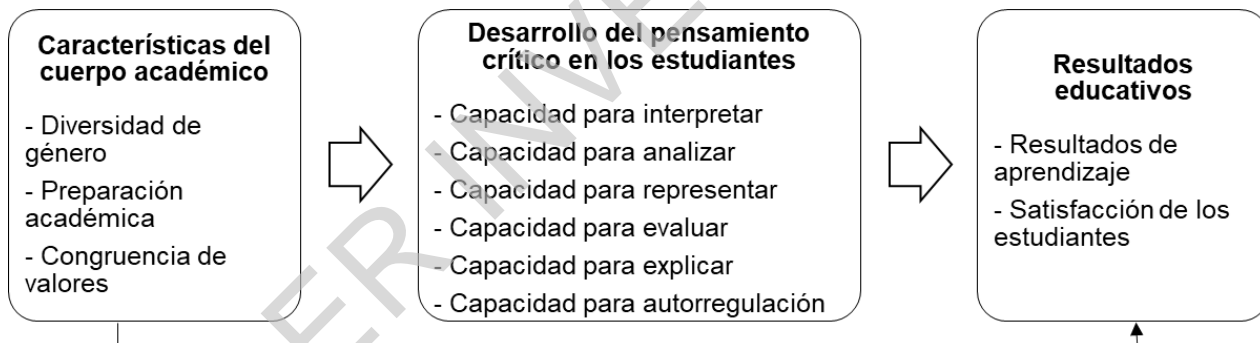 Características del
cuerpo académico
- Diversidad de
género
- Preparación
académica
- Congruencia de
valores
Desarrollo del pensamiento
crítico en los estudiantes
- Capacidad para interpretar
- Capacidad para analizar
- Capacidad para representar
- Capacidad para evaluar
- Capacidad para explicar
- Capacidad para autorregulación
Resultados
educativos
- Resultados de
aprendizaje
- Satisfacción de los
estudiantes